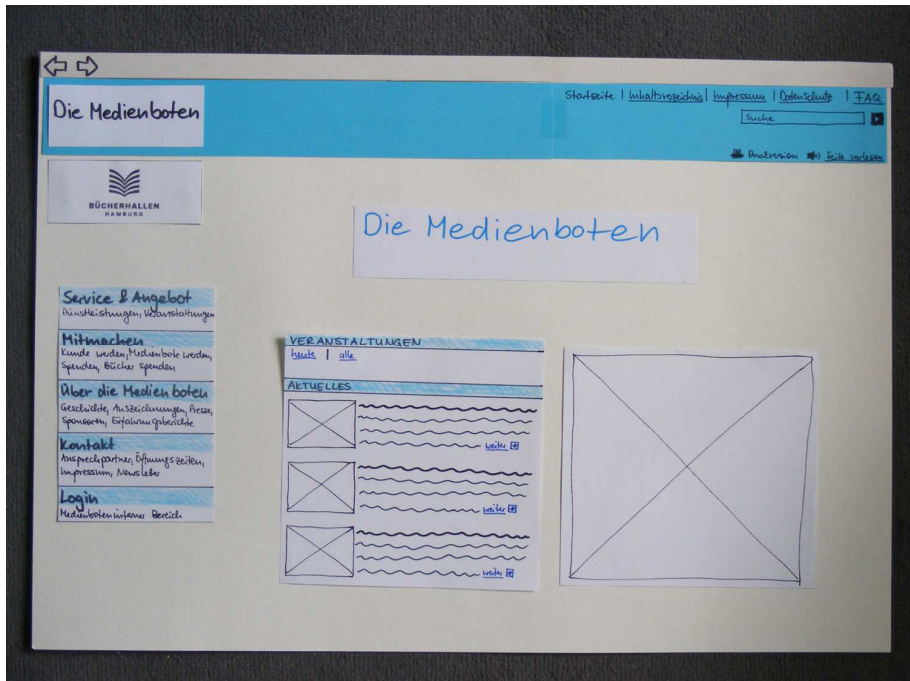 Die Medienboten
Startseite | Inhaltsverzeichnis | Impressum | Datenschutz | FAQ
Suche
Druckversion Seite vorlesen
BÜCHERHALLEN
HAMBURG
Die Medienboten
Service & Angebot
Dienstleistungen, Veranstaltungen
Mitmachen
Kunde werden, Medienbote werden,
Spenden, Bücher spenden
Über die Medienboten
Geschichte, Auszeichnungen, Presse,
Sponsoren, Erfahrungsberichte
Kontakt
Ansprechpartner, Öffnungszeiten,
Impressum, Newsletter
Login
Medienboten interner Bereich
VERANSTALTUNGEN
heute | alle
AKTUELLES
weiter
weiter
weiter